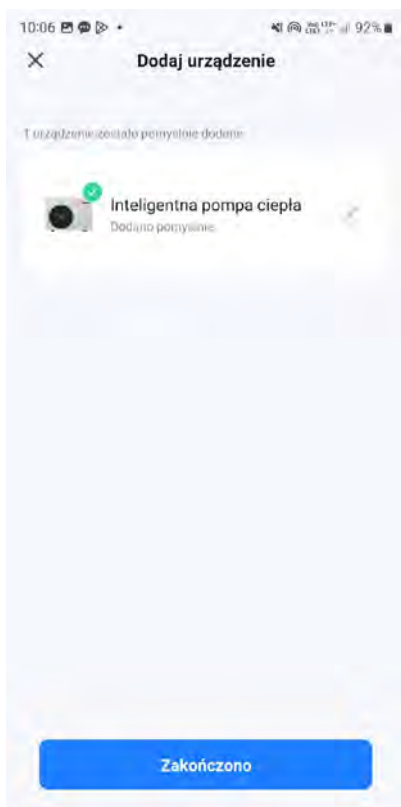 10:06 92%
Dodaj urządzenie
1 urządzenie zostało pomyślnie dodane
Inteligentna pompa ciepła
Dodano pomyślnie
Zakończono